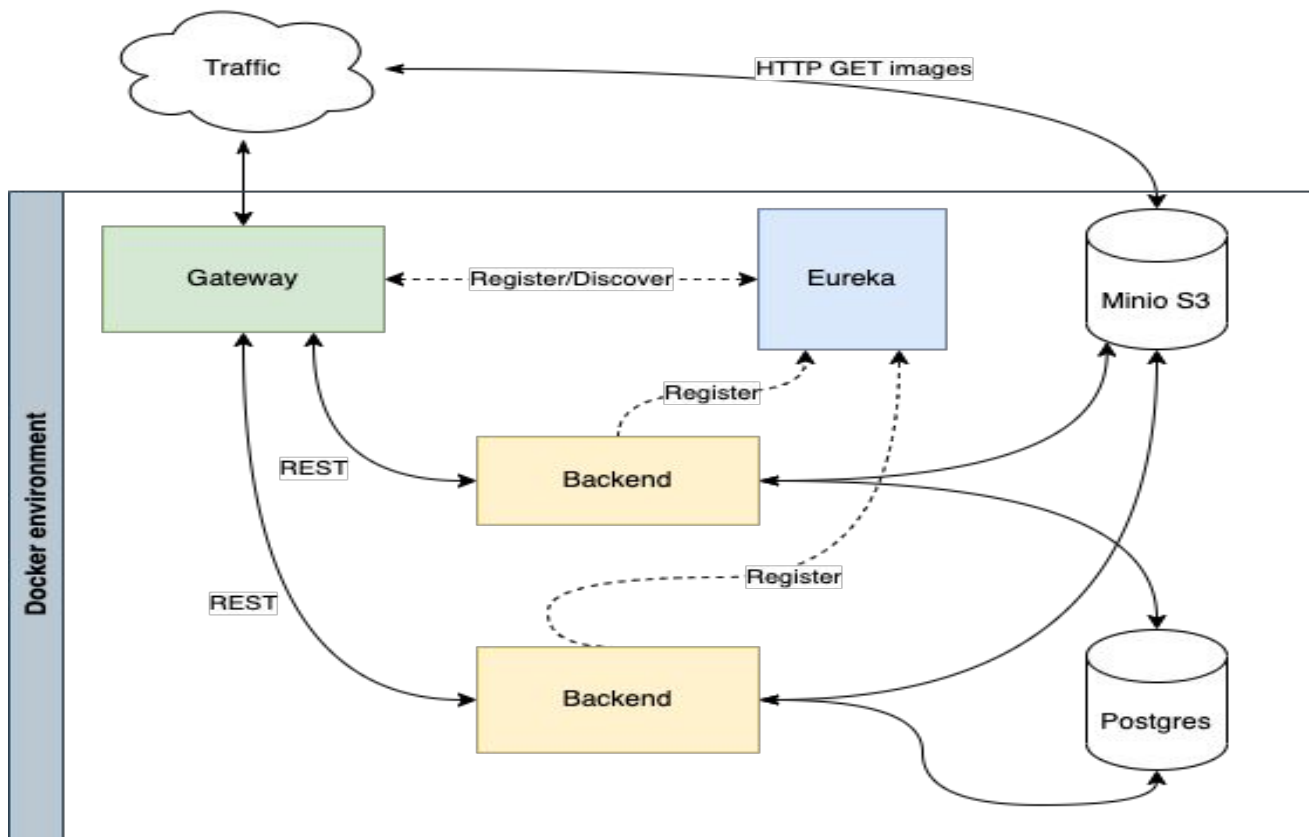 Traffic
HTTP GET images
Gateway
Register/Discover
Eureka
Minio S3
Register
REST
Backend
Register
REST
Backend
Postgres
Docker environment